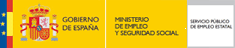 GOBIERNO
DE ESPAÑA
MINISTERIO
DE EMPLEO
Y SEGURIDAD SOCIAL
SERVICIO PÚBLICO
DE EMPLEO ESTATAL